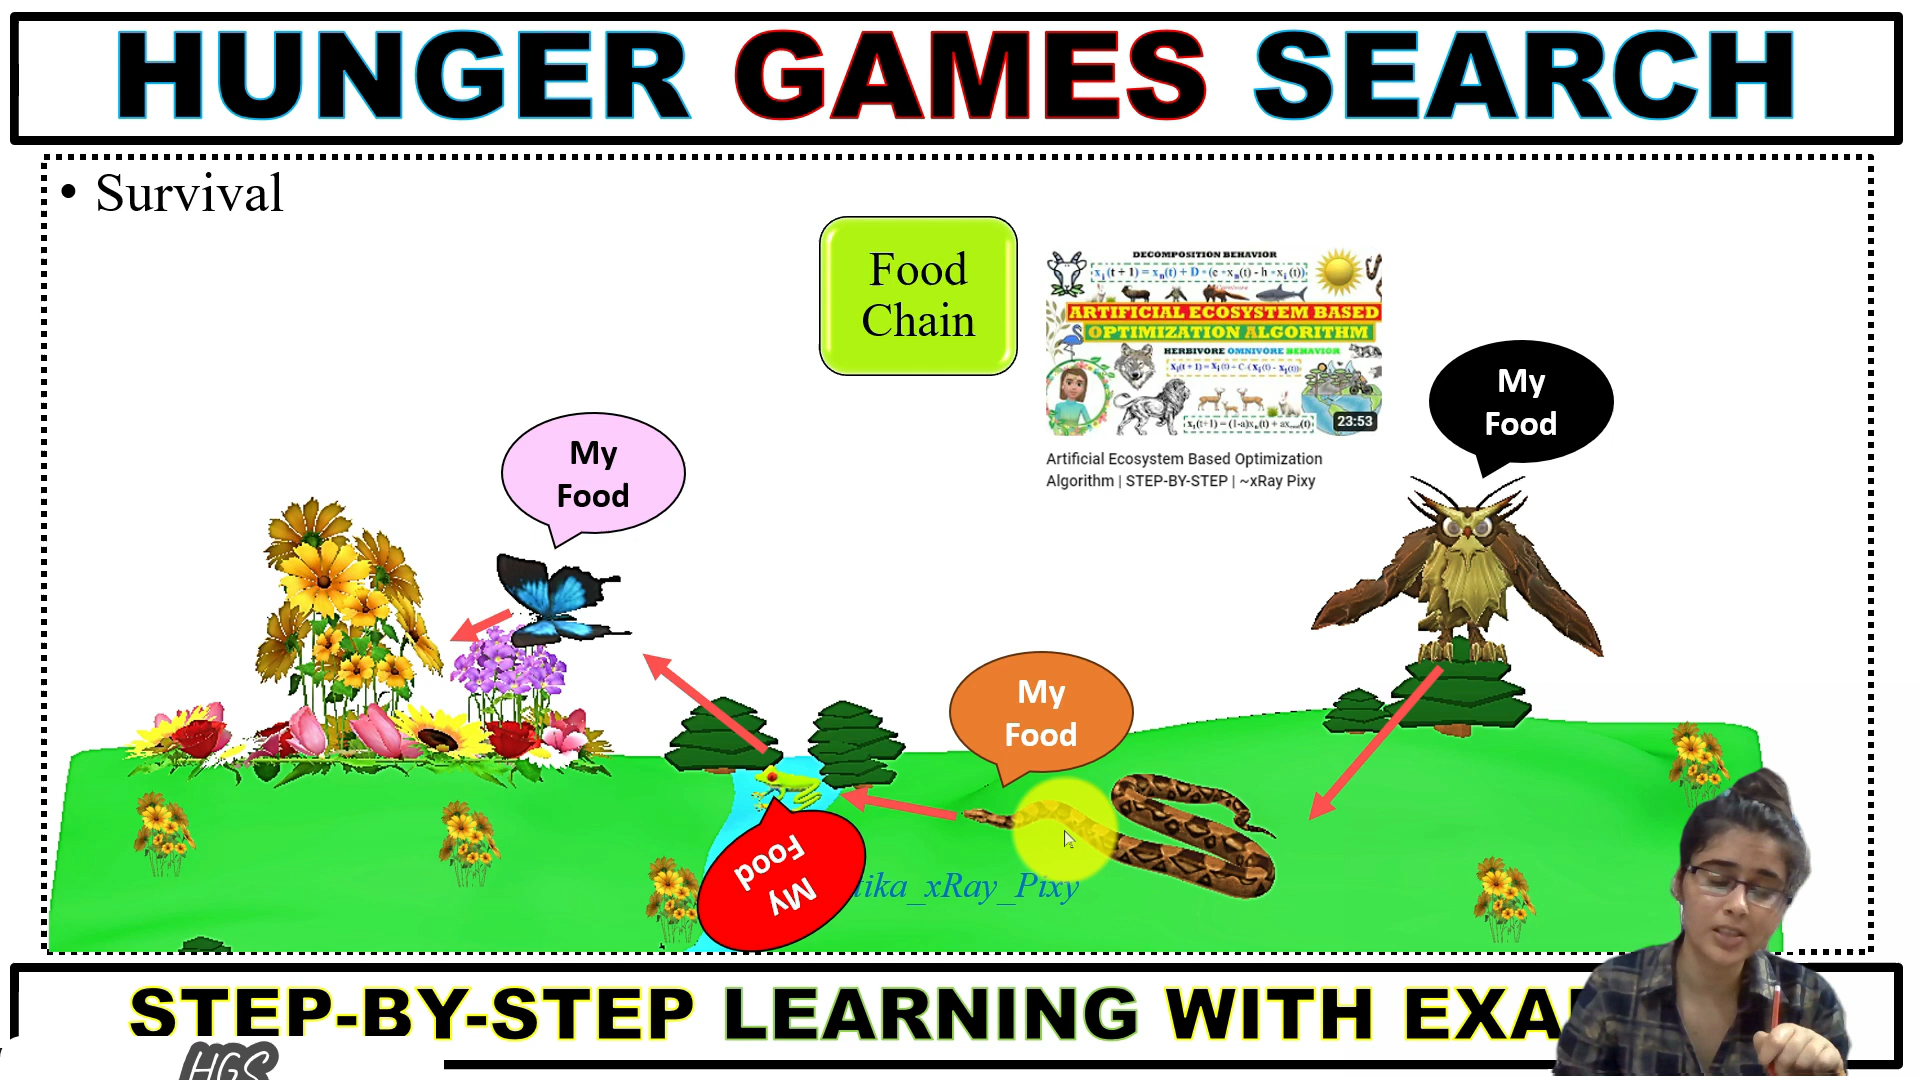 HUNGER GAMES SEARCH
• Survival
Food
Chain
DECOMPOSITION BEHAVIOR
ARTIFICIAL ECOSYSTEM BASED
OPTIMIZATION ALGORITHM
HERBIVORE OMNIVORE BEHAVIOR
23:53
Artificial Ecosystem Based Optimization
Algorithm | STEP-BY-STEP | ~xRay Pixy
My
Food
My
Food
My
Food
My
Food
tika_xRay_Pixy
STEP-BY-STEP LEARNING WITH EXA
HGS